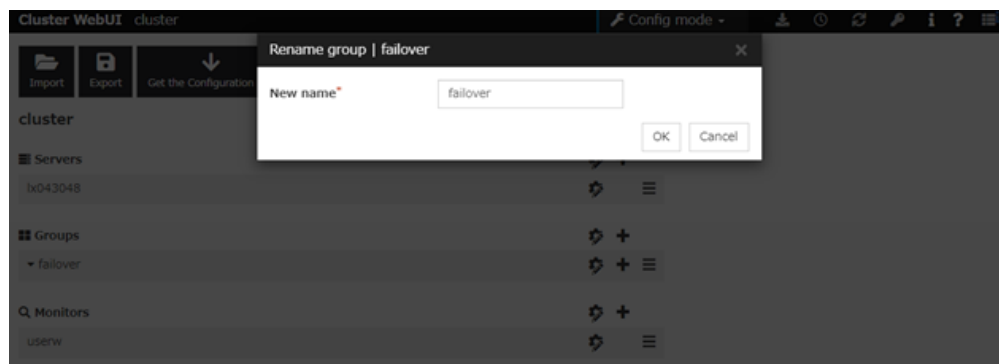 Cluster WebUI cluster Config mode i ?
Rename group | failover ×
Import Export Get the Configuration
New name* failover
OK Cancel
cluster
Servers
lx043048
Groups
failover
Monitors
userw